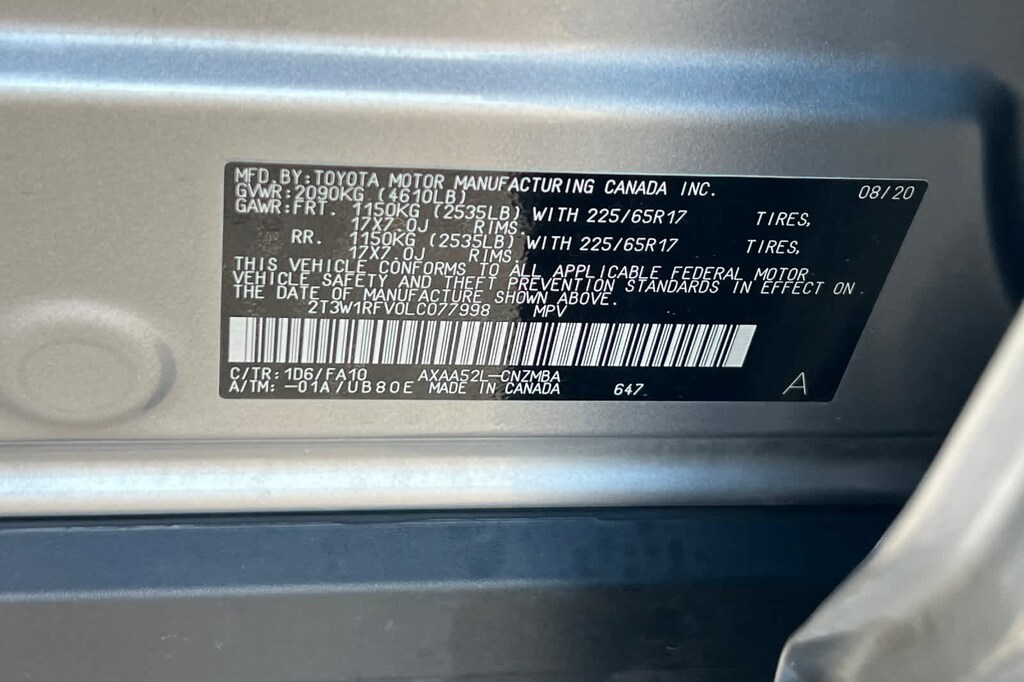 MFD.BY:TOYOTA MOTOR MANUFACTURING CANADA INC. 08/20
GVWR:2090KG (4610LB)
GAWR:FRT. 1150KG (2535LB) WITH 225/65R17 TIRES,
17X7.0J RIMS.
RR. 1150KG (2535LB) WITH 225/65R17 TIRES,
17X7.0J RIMS.
THIS VEHICLE CONFORMS TO ALL APPLICABLE FEDERAL MOTOR
VEHICLE SAFETY AND THEFT PREVENTION STANDARDS IN EFFECT ON
THE DATE OF MANUFACTURE SHOWN ABOVE.
2T3W1RFV0LC077998 MPV
C/TR:1D6/FA10 AXAA52L-CNZMBA
A/TM: -01A/UB80E MADE IN CANADA 647 A